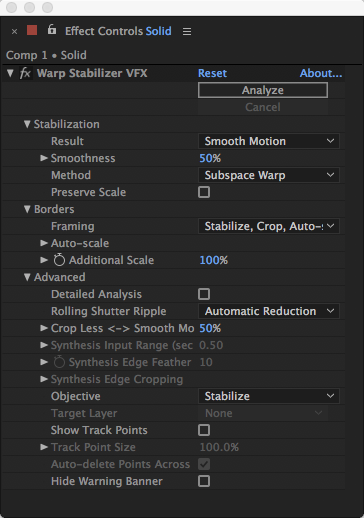 Effect Controls Solid
Comp 1 • Solid
fx Warp Stabilizer VFX Reset About...
Analyze
Cancel
Stabilization
Result Smooth Motion
Smoothness 50%
Method Subspace Warp
Preserve Scale
Borders
Framing Stabilize, Crop, Auto-
Auto-scale
Additional Scale 100%
Advanced
Detailed Analysis
Rolling Shutter Ripple Automatic Reduction
Crop Less <-> Smooth Mo 50%
Synthesis Input Range (sec 0.50
Synthesis Edge Feather 10
Synthesis Edge Cropping
Objective Stabilize
Target Layer None
Show Track Points
Track Point Size 100.0%
Auto-delete Points Across
Hide Warning Banner